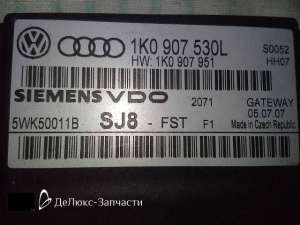 1K0 907 530L S0052
HW: 1K0 907 951 HH07
SIEMENS VDO 2071 GATEWAY
05.07.07
5WK50011B SJ8 - FST F1 Made in Czech Republic
ДеЛюкс-Запчасти